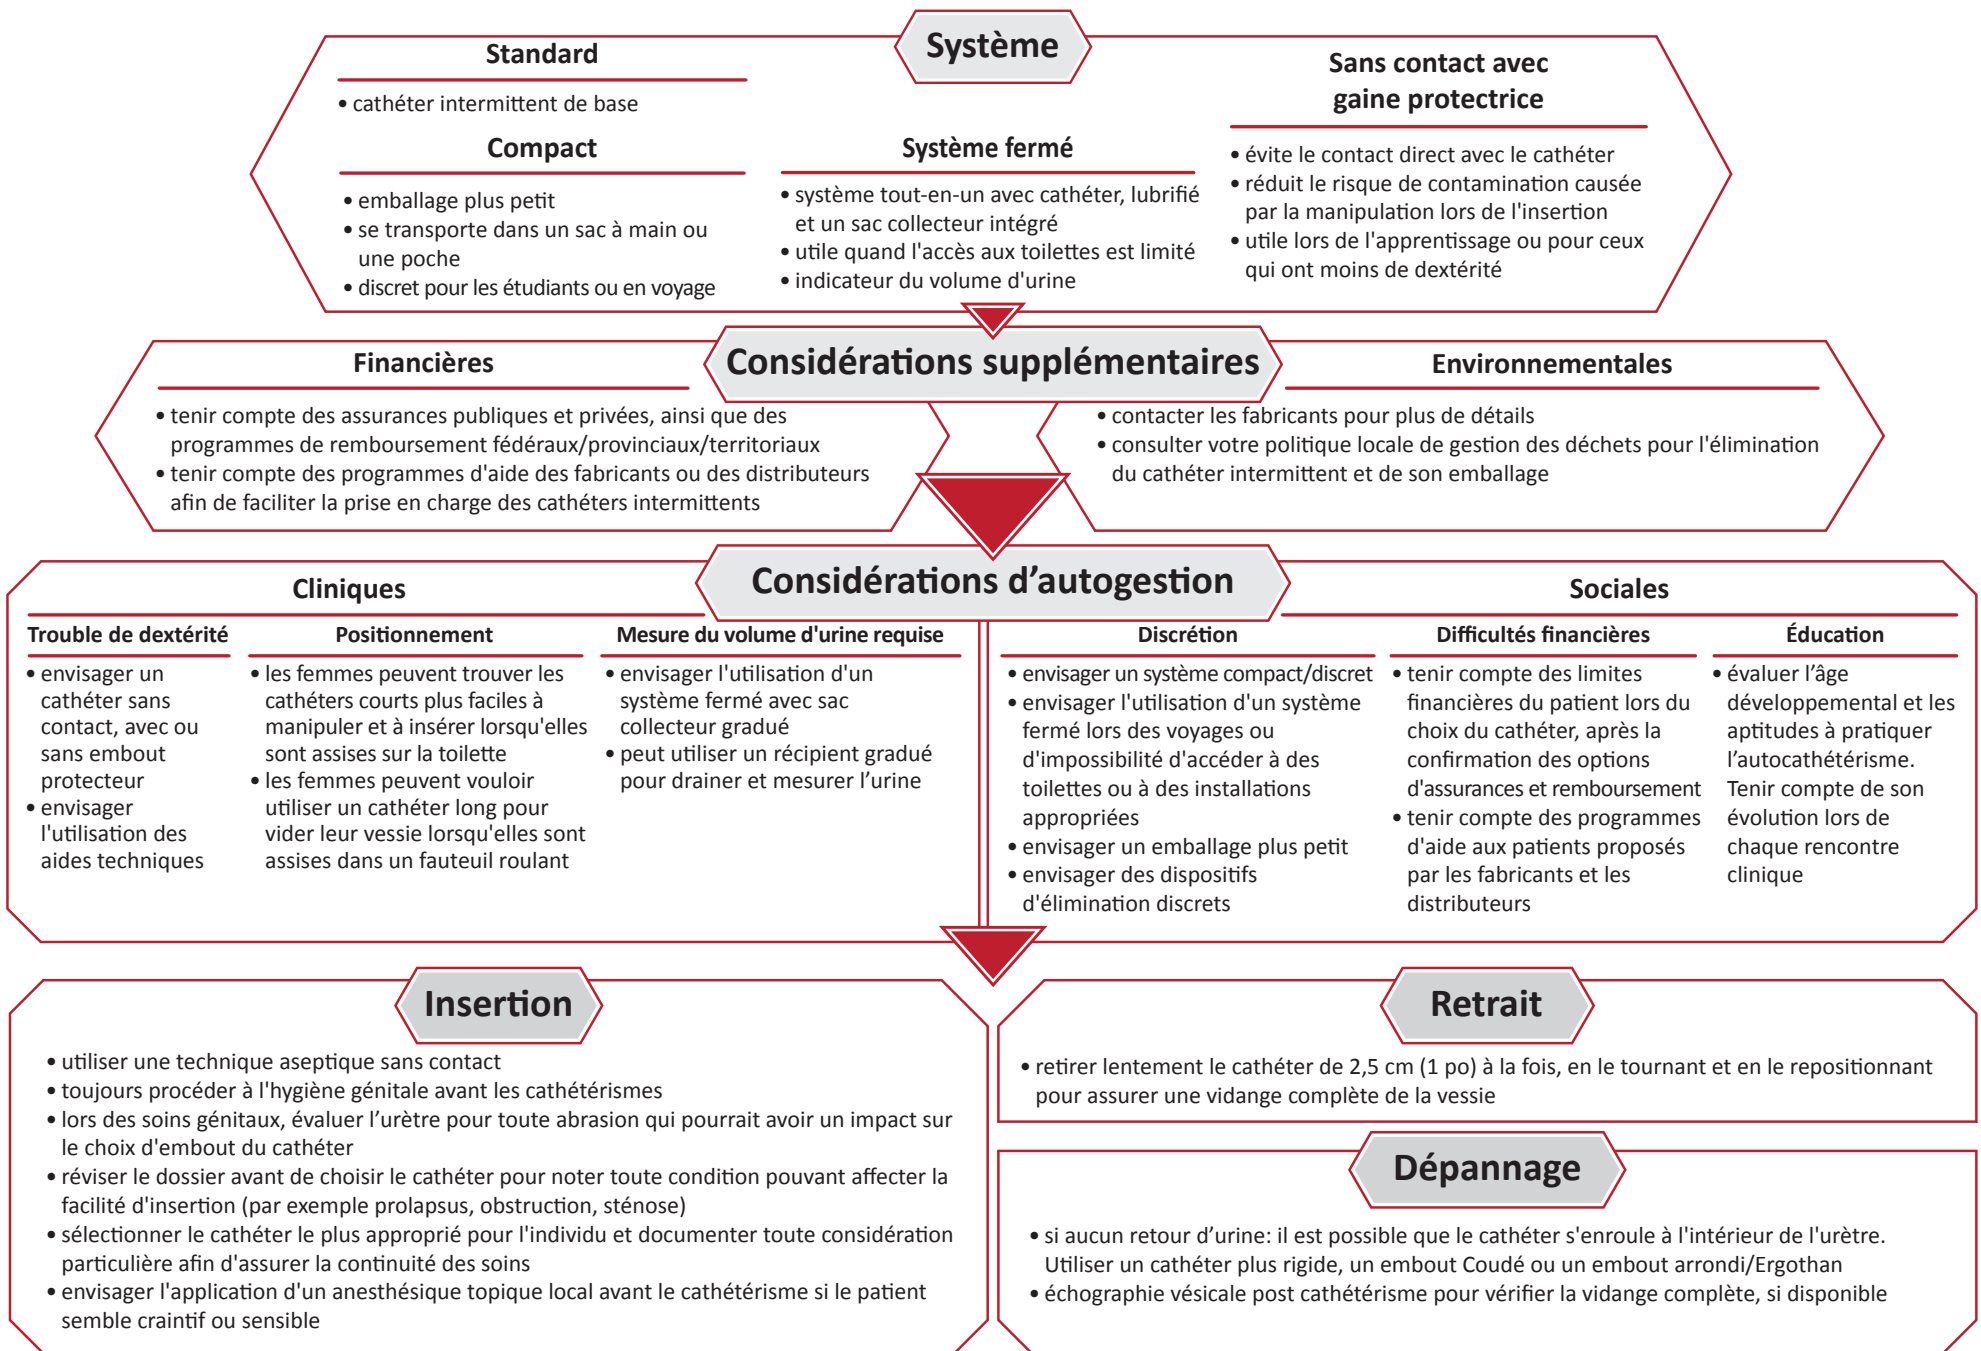 Système
Standard
• cathéter intermittent de base
Compact
• emballage plus petit
• se transporte dans un sac à main ou
une poche
• discret pour les étudiants ou en voyage
Système fermé
• système tout-en-un avec cathéter, lubrifié
et un sac collecteur intégré
• utile quand l'accès aux toilettes est limité
• indicateur du volume d'urine
Sans contact avec
gaine protectrice
• évite le contact direct avec le cathéter
• réduit le risque de contamination causée
par la manipulation lors de l'insertion
• utile lors de l'apprentissage ou pour ceux
qui ont moins de dextérité
Considérations supplémentaires
Financières
• tenir compte des assurances publiques et privées, ainsi que des
programmes de remboursement fédéraux/provinciaux/territoriaux
• tenir compte des programmes d'aide des fabricants ou des distributeurs
afin de faciliter la prise en charge des cathéters intermittents
Environnementales
• contacter les fabricants pour plus de détails
• consulter votre politique locale de gestion des déchets pour l'élimination
du cathéter intermittent et de son emballage
Considérations d’autogestion
Cliniques
Trouble de dextérité
• envisager un
cathéter sans
contact, avec ou
sans embout
protecteur
• envisager
l'utilisation des
aides techniques
Positionnement
• les femmes peuvent trouver les
cathéters courts plus faciles à
manipuler et à insérer lorsqu'elles
sont assises sur la toilette
• les femmes peuvent vouloir
utiliser un cathéter long pour
vider leur vessie lorsqu'elles sont
assises dans un fauteuil roulant
Mesure du volume d'urine requise
• envisager l'utilisation d'un
système fermé avec sac
collecteur gradué
• peut utiliser un récipient gradué
pour drainer et mesurer l’urine
Sociales
Discrétion
• envisager un système compact/discret
• envisager l'utilisation d'un système
fermé lors des voyages ou
d'impossibilité d'accéder à des
toilettes ou à des installations
appropriées
• envisager un emballage plus petit
• envisager des dispositifs
d'élimination discrets
Difficultés financières
• tenir compte des limites
financières du patient lors du
choix du cathéter, après la
confirmation des options
d'assurances et remboursement
• tenir compte des programmes
d'aide aux patients proposés
par les fabricants et les
distributeurs
Éducation
• évaluer l’âge
développemental et les
aptitudes à pratiquer
l’autocathétérisme.
Tenir compte de son
évolution lors de
chaque rencontre
clinique
Insertion
• utiliser une technique aseptique sans contact
• toujours procéder à l'hygiène génitale avant les cathétérismes
• lors des soins génitaux, évaluer l’urètre pour toute abrasion qui pourrait avoir un impact sur
le choix d'embout du cathéter
• réviser le dossier avant de choisir le cathéter pour noter toute condition pouvant affecter la
facilité d'insertion (par exemple prolapsus, obstruction, sténose)
• sélectionner le cathéter le plus approprié pour l'individu et documenter toute considération
particulière afin d'assurer la continuité des soins
• envisager l'application d'un anesthésique topique local avant le cathétérisme si le patient
semble craintif ou sensible
Retrait
• retirer lentement le cathéter de 2,5 cm (1 po) à la fois, en le tournant et en le repositionnant
pour assurer une vidange complète de la vessie
Dépannage
• si aucun retour d’urine: il est possible que le cathéter s'enroule à l'intérieur de l'urètre.
Utiliser un cathéter plus rigide, un embout Coudé ou un embout arrondi/Ergothan
• échographie vésicale post cathétérisme pour vérifier la vidange complète, si disponible